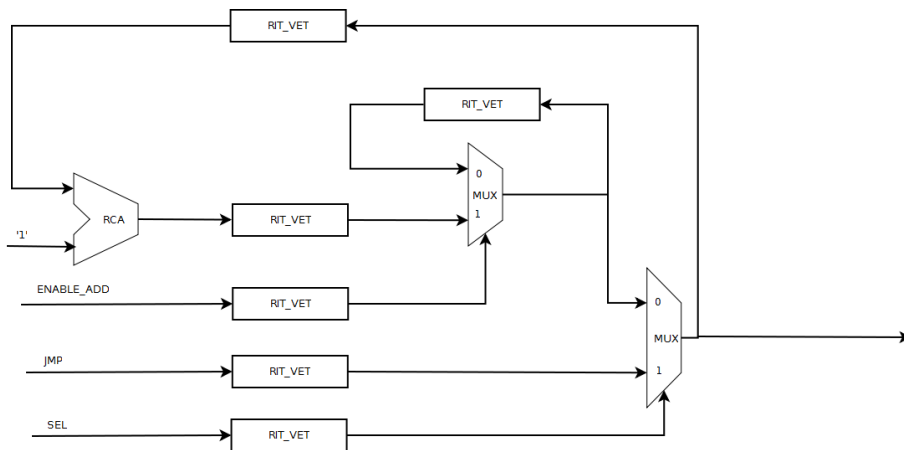 RIT_VET
RIT_VET
0
MUX
1
RCA
RIT_VET
'1'
ENABLE_ADD
RIT_VET
0
MUX
1
JMP
RIT_VET
SEL
RIT_VET